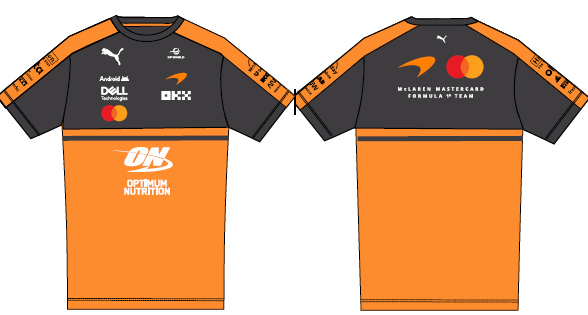 Android
DELL
Technologies
OKX
ON
OPTIMUM
NUTRITION
McLAREN MASTERCARD
FORMULA 1 TEAM